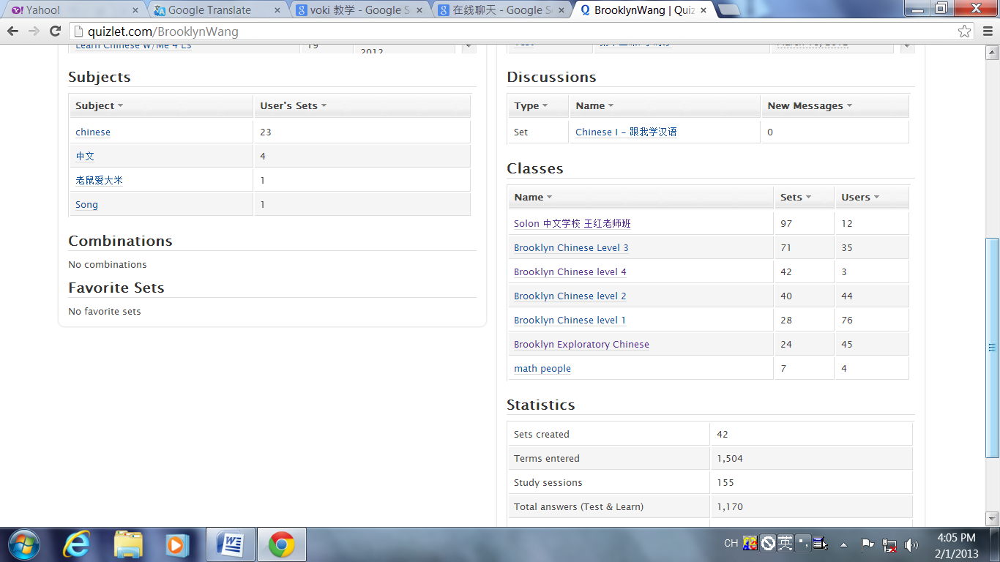 Yahoo!
Google Translate
voki 教学 - Google S
在线聊天 - Google S
BrooklynWang | Quiz
quizlet.com/BrooklynWang
Learn Chinese W/Me 4 L3 19 2012
Subjects
Subject User's Sets
chinese 23
中文 4
老鼠爱大米 1
Song 1
Combinations
No combinations
Favorite Sets
No favorite sets
Discussions
Type Name New Messages
Set Chinese I - 跟我学汉语 0
Classes
Name Sets Users
Solon 中文学校 王红老师班 97 12
Brooklyn Chinese Level 3 71 35
Brooklyn Chinese level 4 42 3
Brooklyn Chinese level 2 40 44
Brooklyn Chinese level 1 28 76
Brooklyn Exploratory Chinese 24 45
math people 7 4
Statistics
Sets created 42
Terms entered 1,504
Study sessions 155
Total answers (Test & Learn) 1,170
CH 英
4:05 PM
2/1/2013